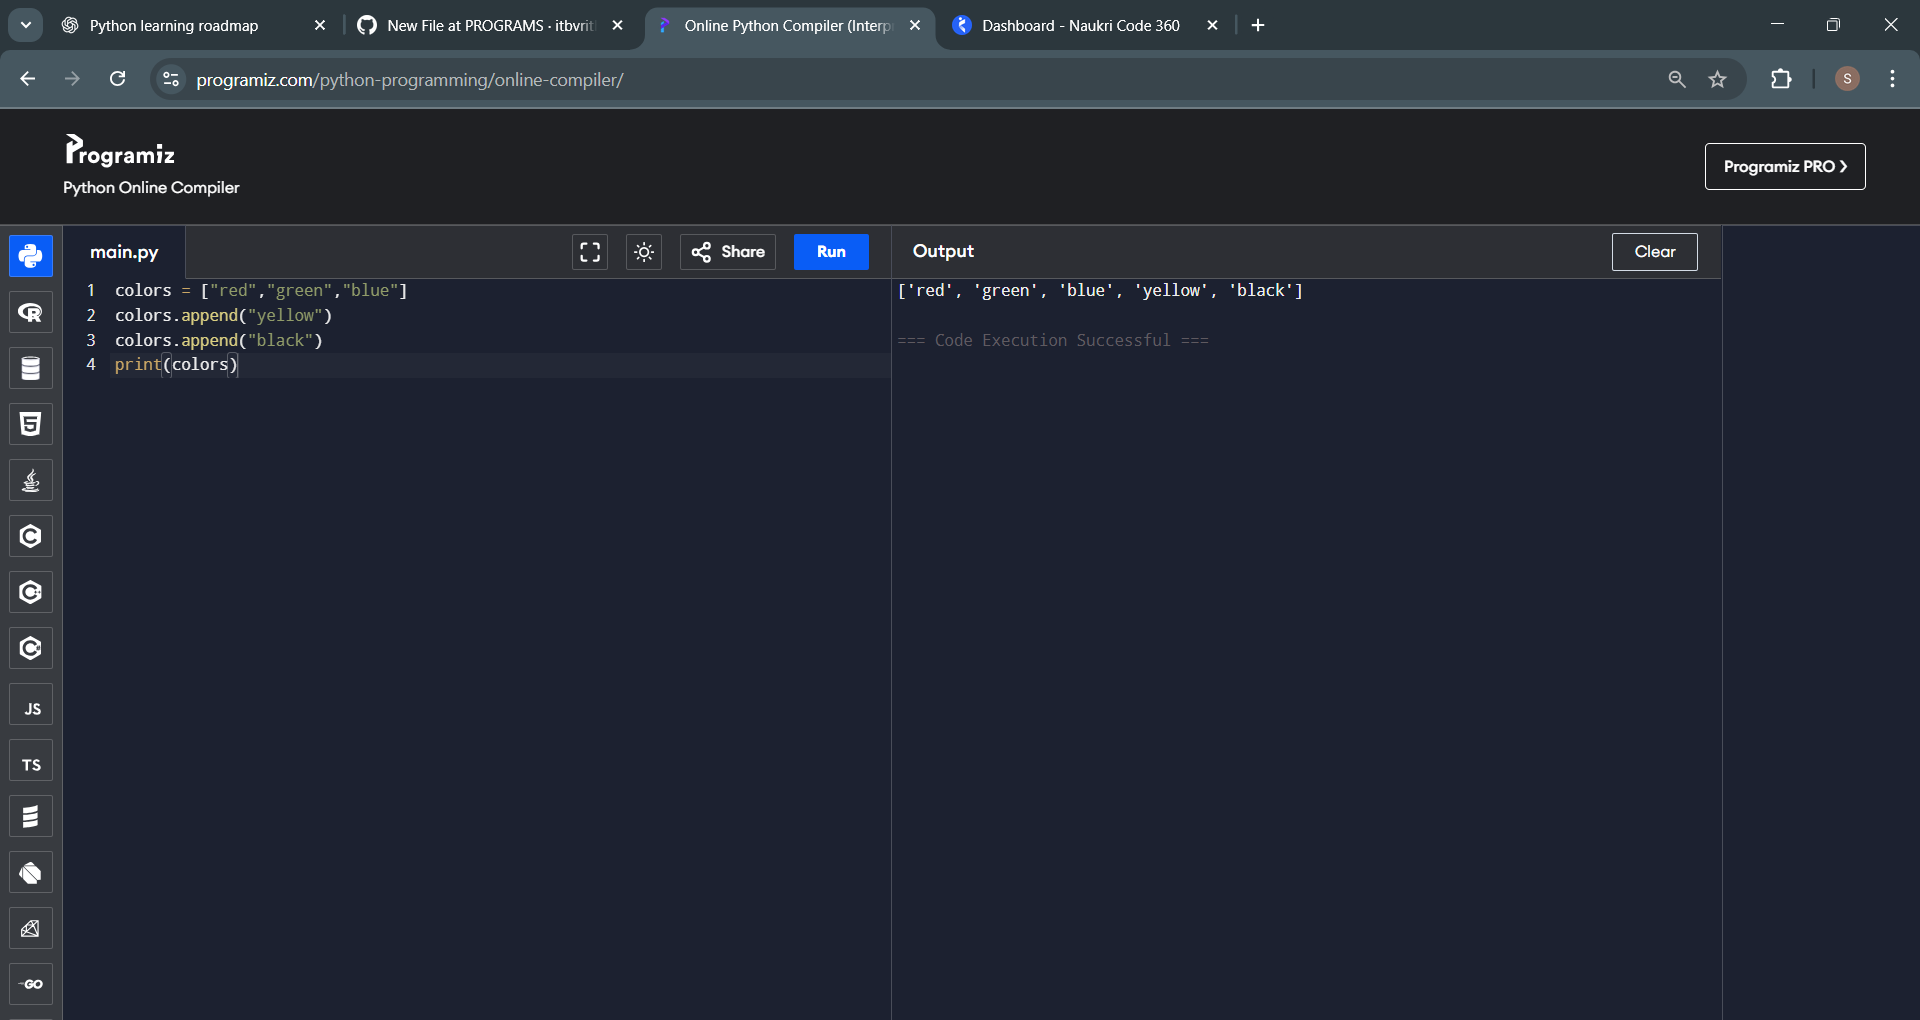 Python learning roadmap
New File at PROGRAMS · itbvrit
Online Python Compiler (Interp
Dashboard - Naukri Code 360
programiz.com/python-programming/online-compiler/
S
Programiz
Python Online Compiler
Programiz PRO ❯
main.py
Share
Run
Output
Clear
1 colors = ["red","green","blue"]
2 colors.append("yellow")
3 colors.append("black")
4 print(colors)
['red', 'green', 'blue', 'yellow', 'black']
=== Code Execution Successful ===
R
5
C
C
C
JS
TS
GO